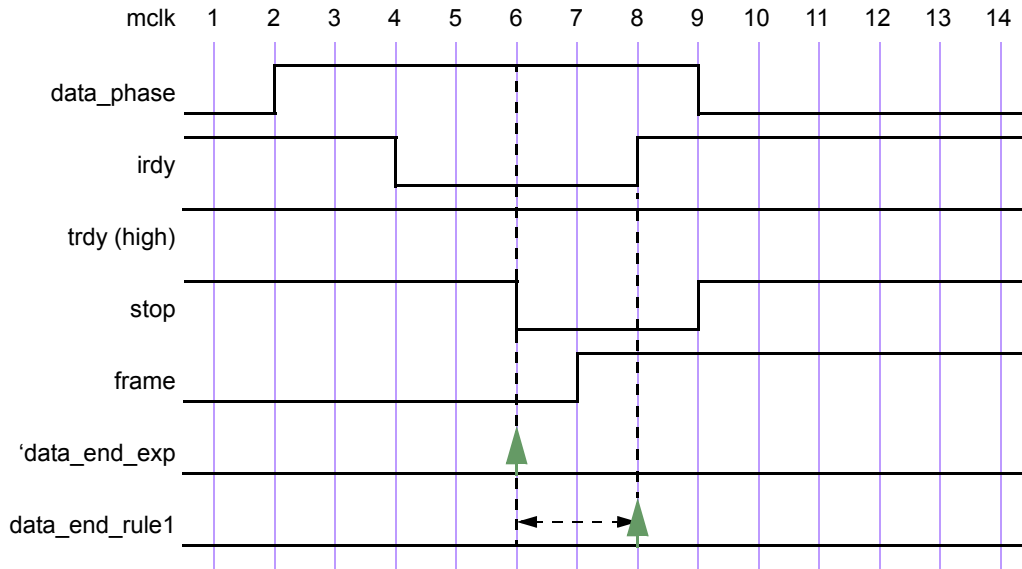 mclk 1 2 3 4 5 6 7 8 9 10 11 12 13 14
data_phase
irdy
trdy (high)
stop
frame
‘data_end_exp
data_end_rule1